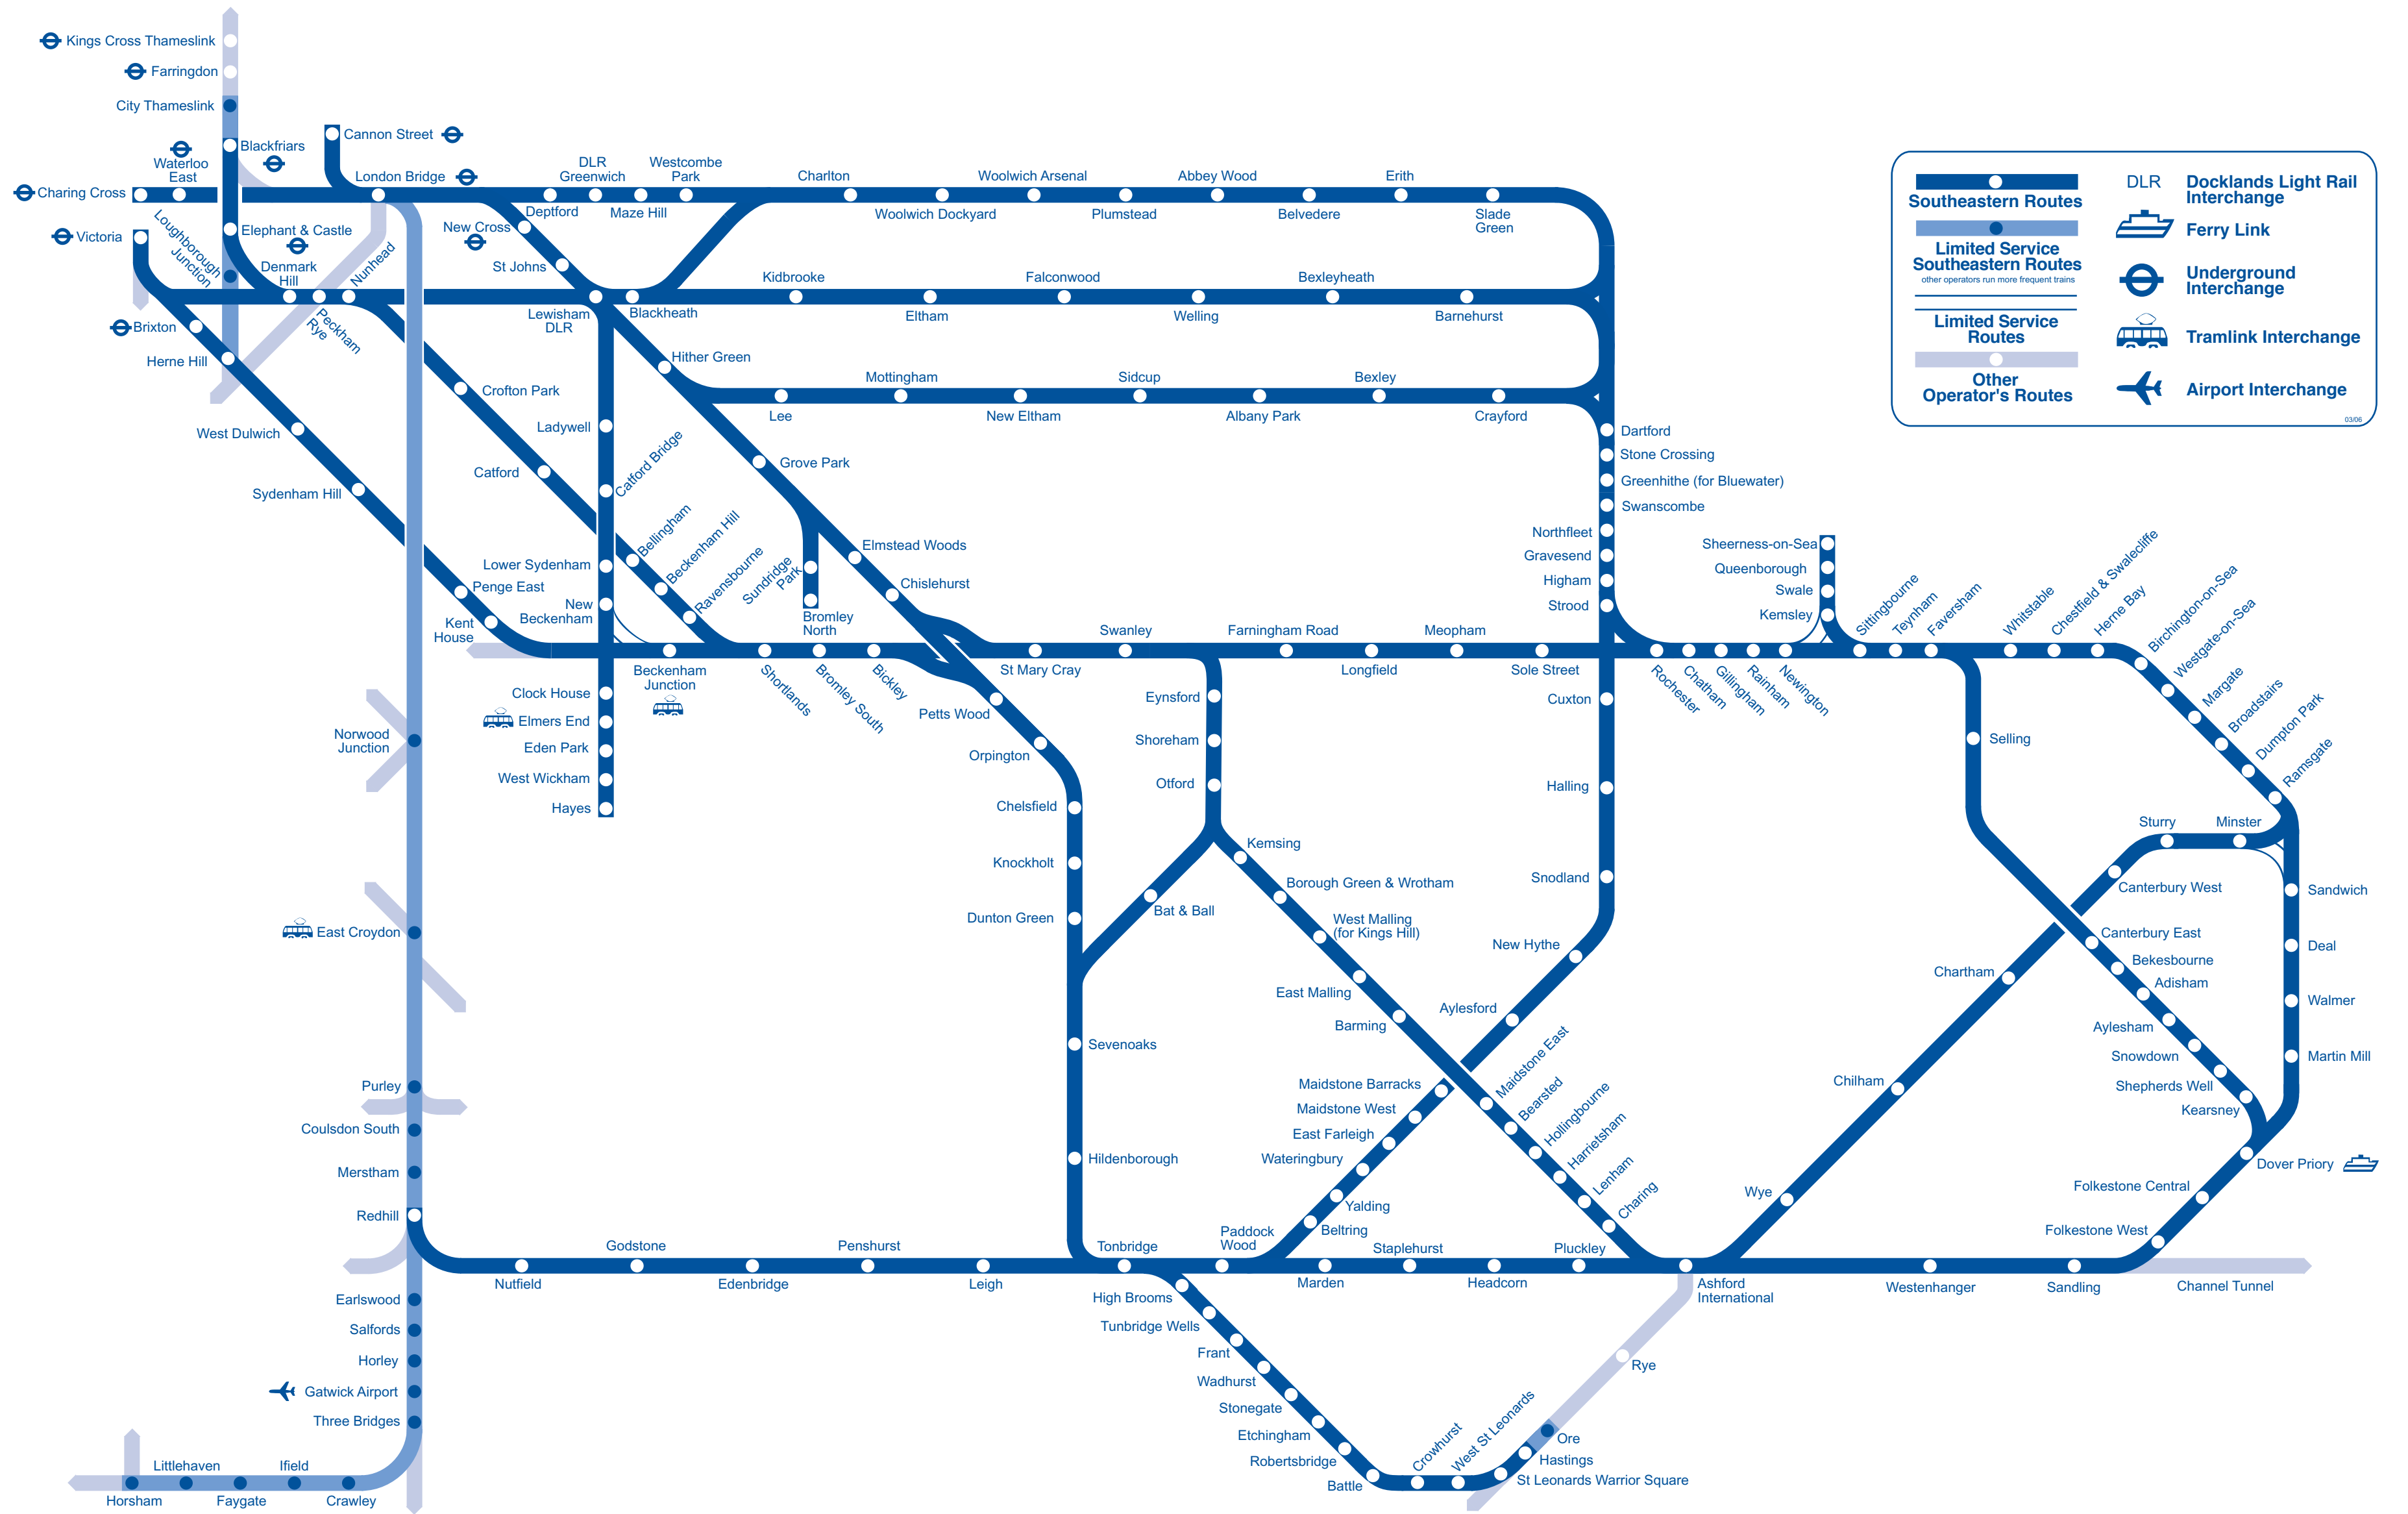 Kings Cross Thameslink
Farringdon
City Thameslink
Blackfriars
Cannon Street
Waterloo
East
London Bridge
Charing Cross
Victoria
Loughborough
Junction
Elephant & Castle
Denmark
Hill
Nunhead
Peckham
Rye
Brixton
Herne Hill
West Dulwich
Sydenham Hill
Penge East
Kent
House
New Cross
St Johns
Deptford
DLR
Greenwich
Maze Hill
Westcombe
Park
Charlton
Woolwich Dockyard
Woolwich Arsenal
Plumstead
Abbey Wood
Belvedere
Erith
Slade
Green
Lewisham
DLR
Blackheath
Kidbrooke
Eltham
Falconwood
Welling
Bexleyheath
Barnehurst
Hither Green
Lee
Mottingham
New Eltham
Sidcup
Albany Park
Bexley
Crayford
Crofton Park
Catford
Bellingham
Beckenham Hill
Ravensbourne
Ladywell
Catford Bridge
Lower Sydenham
New
Beckenham
Clock House
Elmers End
Eden Park
West Wickham
Hayes
Grove Park
Sundridge
Park
Bromley
North
Elmstead Woods
Chislehurst
Beckenham
Junction
Shortlands
Bromley South
Bickley
Petts Wood
Orpington
Chelsfield
Knockholt
Dunton Green
Sevenoaks
Hildenborough
St Mary Cray
Swanley
Farningham Road
Longfield
Meopham
Sole Street
Eynsford
Shoreham
Otford
Bat & Ball
Kemsing
Borough Green & Wrotham
West Malling
(for Kings Hill)
East Malling
Barming
Maidstone East
Bearsted
Hollingbourne
Harrietsham
Lenham
Charing
Dartford
Stone Crossing
Greenhithe (for Bluewater)
Swanscombe
Northfleet
Gravesend
Higham
Strood
Cuxton
Halling
Snodland
New Hythe
Aylesford
Maidstone Barracks
Maidstone West
East Farleigh
Wateringbury
Yalding
Beltring
Rochester
Chatham
Gillingham
Rainham
Newington
Sheerness-on-Sea
Queenborough
Swale
Kemsley
Sittingbourne
Teynham
Faversham
Whitstable
Chestfield & Swalecliffe
Herne Bay
Birchington-on-Sea
Westgate-on-Sea
Margate
Broadstairs
Dumpton Park
Ramsgate
Selling
Sturry
Minster
Canterbury West
Canterbury East
Bekesbourne
Adisham
Aylesham
Snowdown
Shepherds Well
Kearsney
Sandwich
Deal
Walmer
Martin Mill
Dover Priory
Folkestone Central
Folkestone West
Channel Tunnel
Sandling
Westenhanger
Chartham
Chilham
Wye
Ashford
International
Norwood
Junction
East Croydon
Purley
Coulsdon South
Merstham
Redhill
Nutfield
Godstone
Edenbridge
Penshurst
Leigh
Tonbridge
Paddock
Wood
Marden
Staplehurst
Headcorn
Pluckley
Earlswood
Salfords
Horley
Gatwick Airport
Three Bridges
Crawley
Ifield
Faygate
Littlehaven
Horsham
High Brooms
Tunbridge Wells
Frant
Wadhurst
Stonegate
Etchingham
Robertsbridge
Battle
Crowhurst
West St Leonards
St Leonards Warrior Square
Hastings
Ore
Rye
Southeastern Routes
Limited Service
Southeastern Routes
other operators run more frequent trains
Limited Service
Routes
Other
Operator's Routes
DLR
Docklands Light Rail
Interchange
Ferry Link
Underground
Interchange
Tramlink Interchange
Airport Interchange
03/06